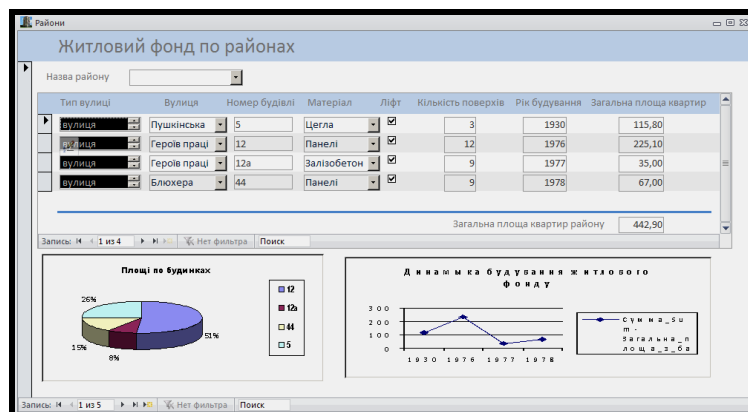 Райони
Житловий фонд по районах
Назва району
Тип вулиці Вулиця Номер будівлі Матеріал Ліфт Кількість поверхів Рік будування Загальна площа квартир
вулиця Пушкінська 5 Цегла 3 1930 115,80
вулиця Героїв праці 12 Панелі 12 1976 225,10
вулиця Героїв праці 12а Залізобетон 9 1977 35,00
вулиця Блюхера 44 Панелі 9 1978 67,00
Загальна площа квартир району 442,90
Запись: 1 из 4 Нет фильтра Поиск
Площі по будинках
26%
51%
8%
15%
12
12а
44
5
Динамыка будування житлового
фонду
300
200
100
0
1930 1976 1977 1978
Сумма_Su
m -
Загальна_п
лоща_з_ба
Запись: 1 из 5 Нет фильтра Поиск